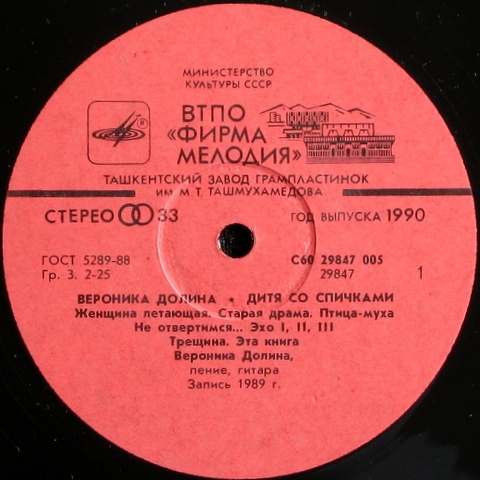 МИНИСТЕРСТВО
КУЛЬТУРЫ СССР
ВТПО
«ФИРМА
МЕЛОДИЯ»
ТАШКЕНТСКИЙ ЗАВОД ГРАМПЛАСТИНОК
ИМ М. Т. ТАШМУХАМЕДОВА
СТЕРЕО 33
ГОД ВЫПУСКА 1990
ГОСТ 5289-88
Гр. 3. 2-25
С60 29847 005
29847
1
ВЕРОНИКА ДОЛИНА • ДИТЯ СО СПИЧКАМИ
Женщина летающая. Старая драма. Птица-муха
Не отвертимся... Эхо I, II, III
Трещина. Эта книга
Вероника Долина,
пение, гитара
Запись 1989 г.